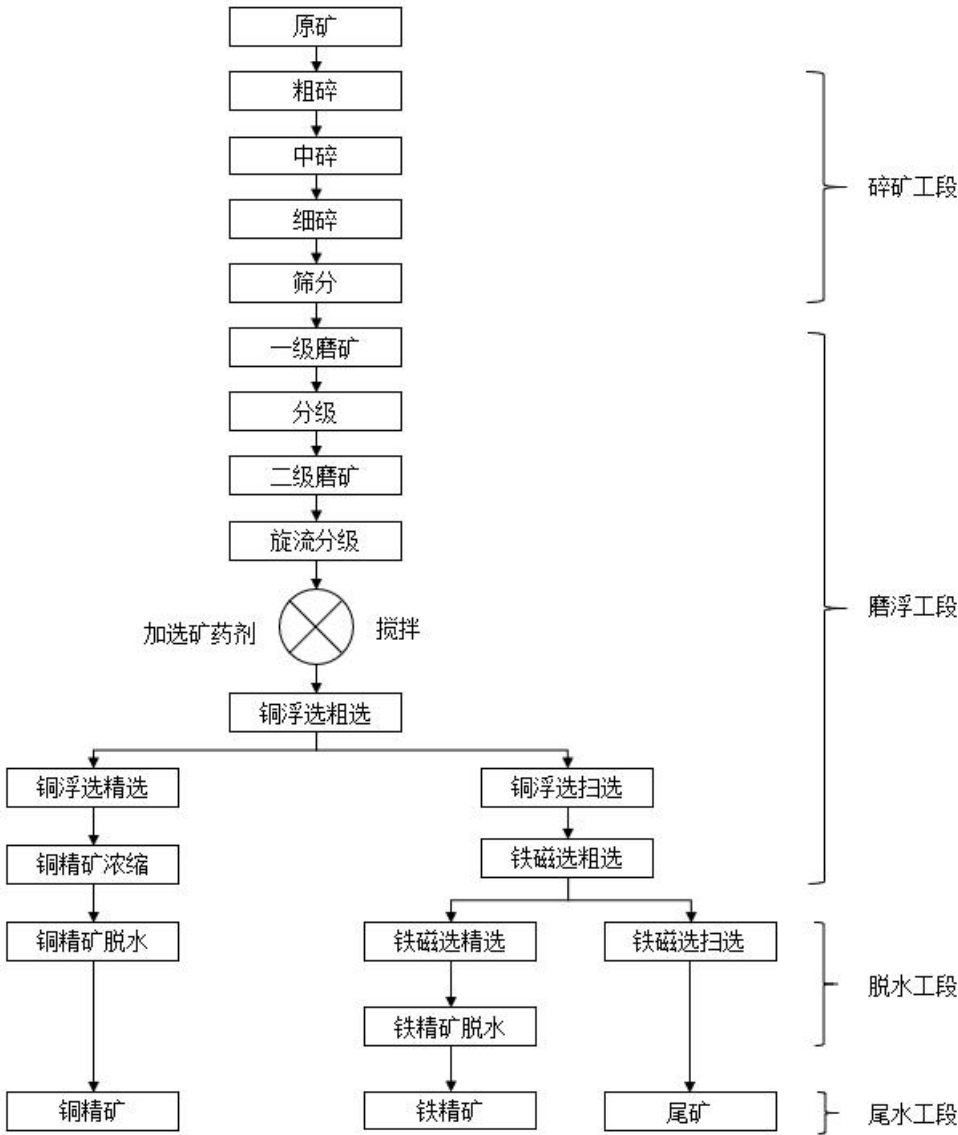 原矿
粗碎
中碎
细碎
筛分
碎矿工段
一级磨矿
分级
二级磨矿
旋流分级
加选矿药剂
搅拌
磨浮工段
铜浮选粗选
铜浮选精选
铜浮选扫选
铜精矿浓缩
铁磁选粗选
铜精矿脱水
铁磁选精选
铁磁选扫选
脱水工段
铁精矿脱水
铜精矿
铁精矿
尾矿
尾水工段